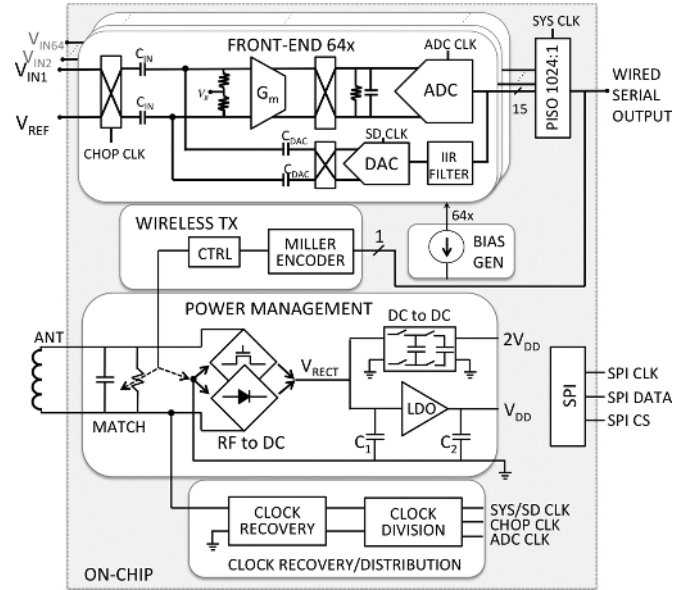 SYS CLK
V_IN64
V_IN2
V_IN1
V_REF
FRONT-END 64x
C_IN
C_IN
CHOP CLK
G_m
ADC CLK
ADC
C_DAC
C_DAC
SD CLK
DAC
IIR
FILTER
15
PISO 1024:1
WIRED
SERIAL
OUTPUT
64x
BIAS
GEN
WIRELESS TX
CTRL
MILLER
ENCODER
1
POWER MANAGEMENT
ANT
MATCH
RF to DC
V_RECT
DC to DC
2V_DD
LDO
V_DD
C_1
C_2
SPI
SPI CLK
SPI DATA
SPI CS
CLOCK
RECOVERY
CLOCK
DIVISION
SYS/SD CLK
CHOP CLK
ADC CLK
CLOCK RECOVERY/DISTRIBUTION
ON-CHIP